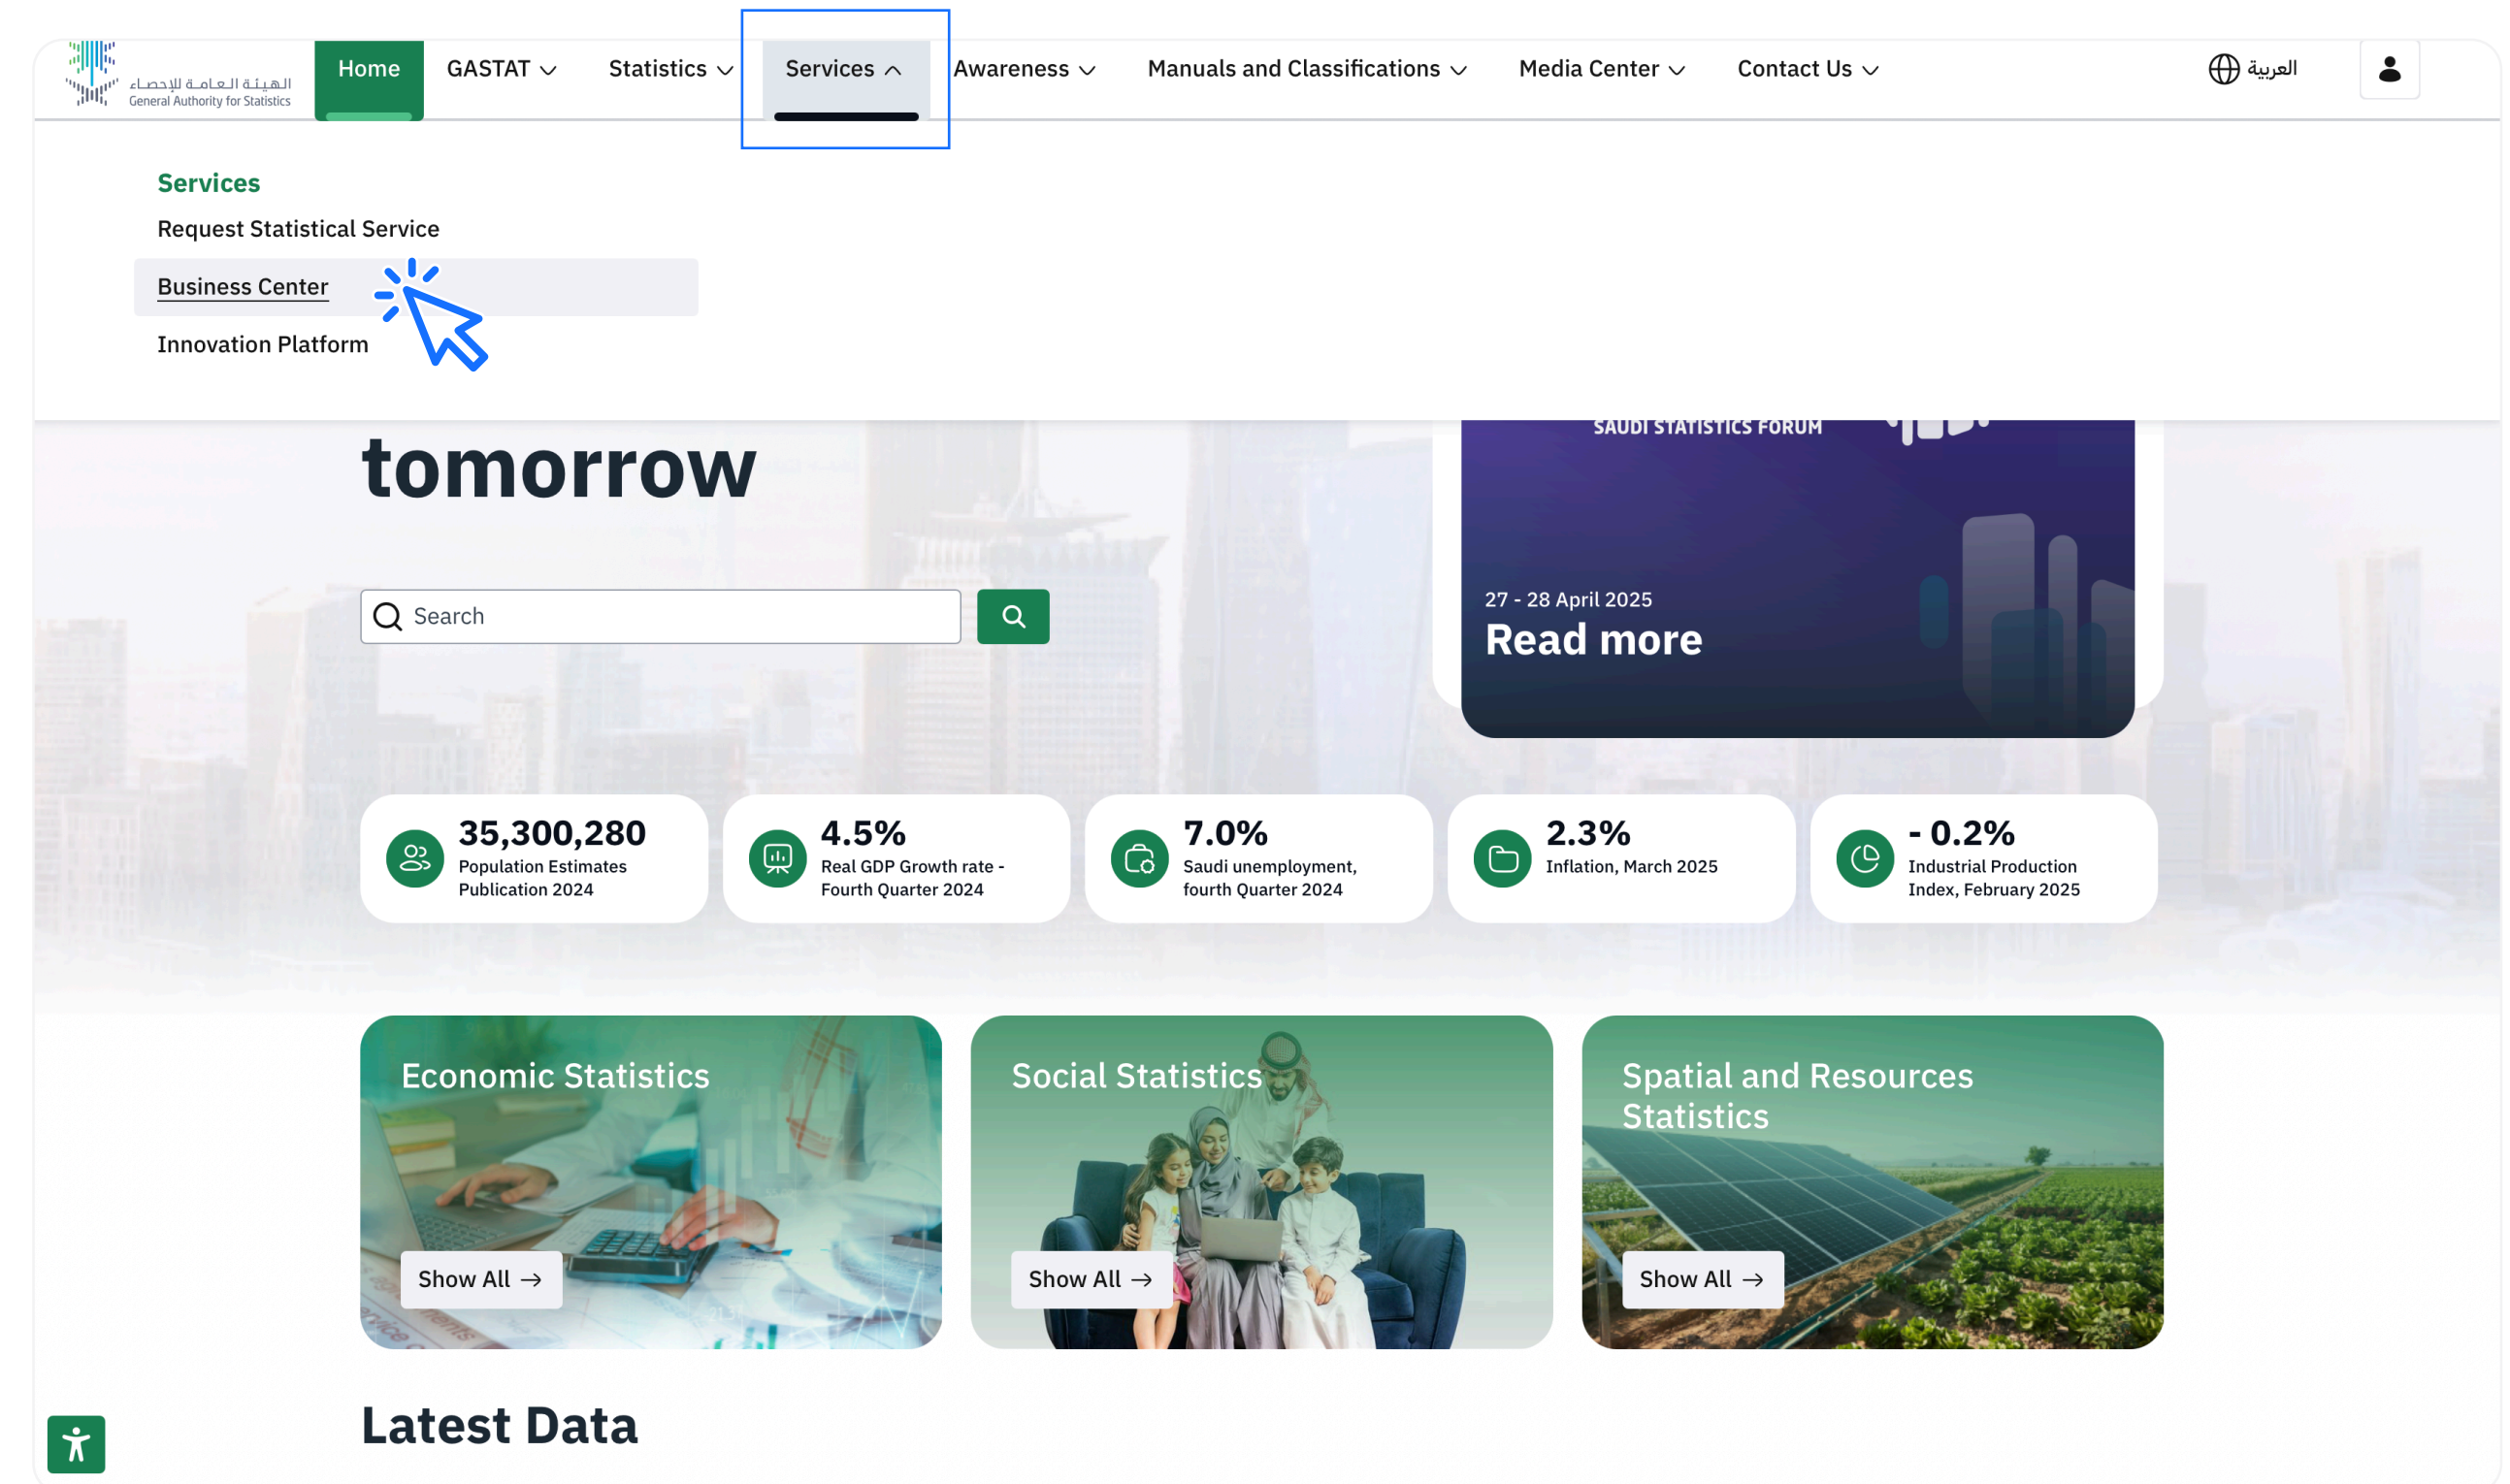 الهيئة العامة للإحصاء
General Authority for Statistics
Home
GASTAT
Statistics
Services
Awareness
Manuals and Classifications
Media Center
Contact Us
العربية
Services
Request Statistical Service
Business Center
Innovation Platform
tomorrow
SAUDI STATISTICS FORUM
27 - 28 April 2025
Read more
Search
35,300,280
Population Estimates
Publication 2024
4.5%
Real GDP Growth rate -
Fourth Quarter 2024
7.0%
Saudi unemployment,
fourth Quarter 2024
2.3%
Inflation, March 2025
- 0.2%
Industrial Production
Index, February 2025
Economic Statistics
Show All
Social Statistics
Show All
Spatial and Resources
Statistics
Show All
Latest Data